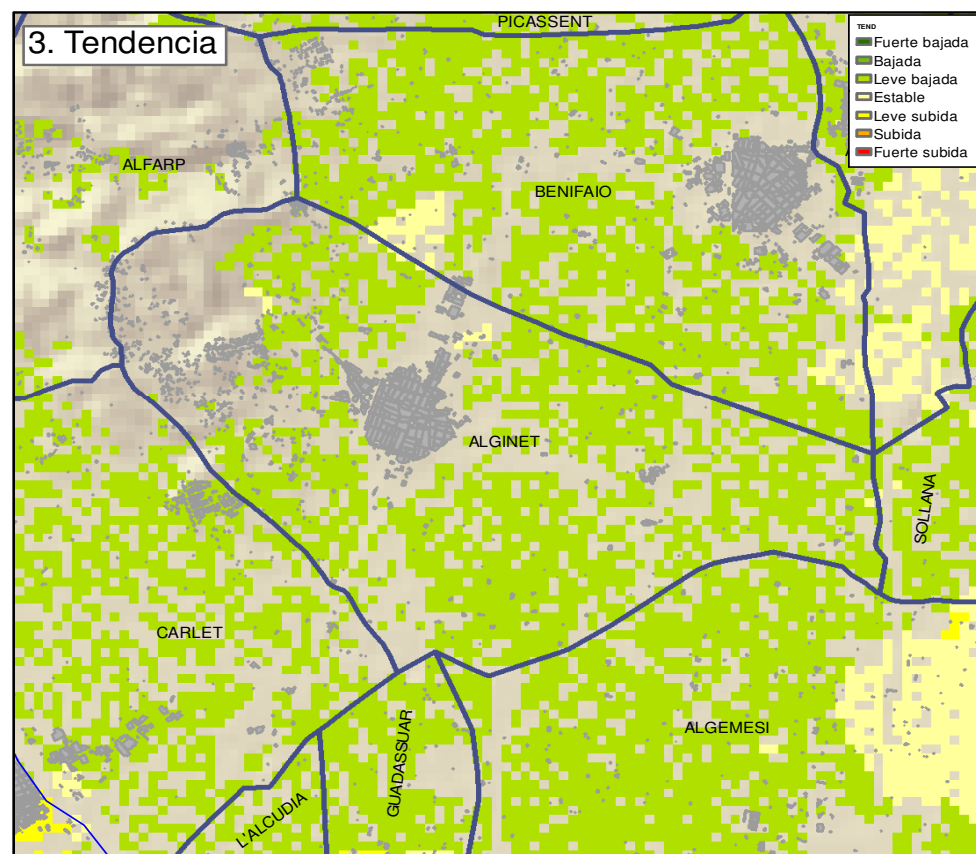 PICASSENT
3. Tendencia
TEND
Fuerte bajada
Bajada
Leve bajada
Estable
Leve subida
Subida
Fuerte subida
ALFARP
BENIFAIO
ALGINET
SOLLANA
CARLET
ALGEMESI
GUADASSUAR
L'ALCUDIA